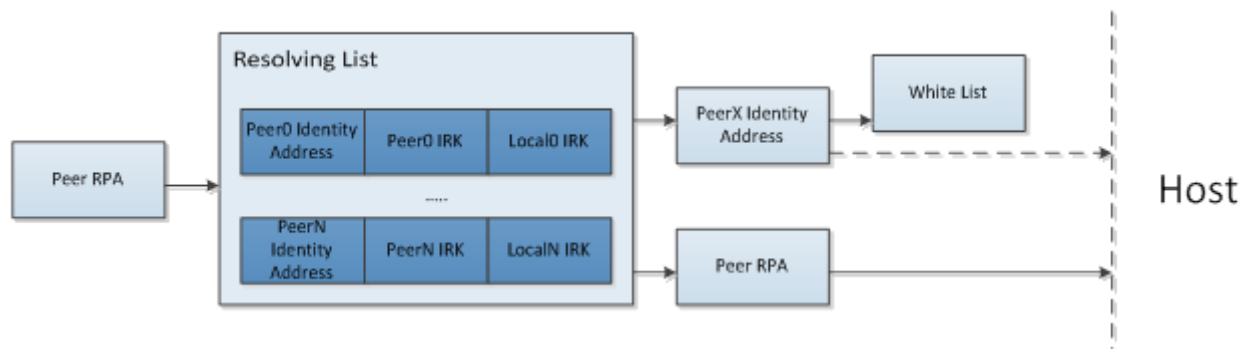 Resolving List
Peer0 Identity
Address
Peer0 IRK
Local0 IRK
.....
PeerN
Identity
Address
PeerN IRK
LocalN IRK
Peer RPA
PeerX Identity
Address
White List
Peer RPA
Host